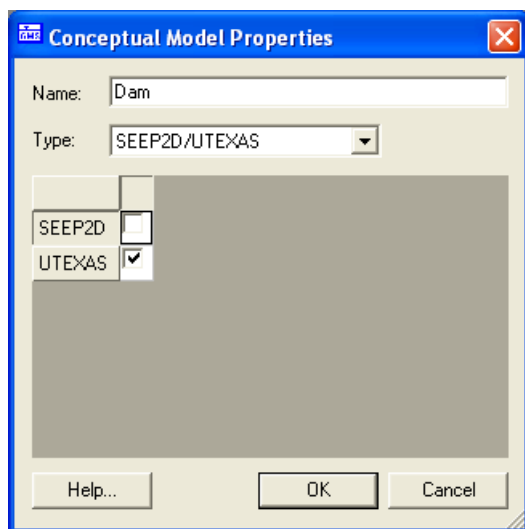 GMS Conceptual Model Properties
Name: Dam
Type: SEEP2D/UTEXAS
SEEP2D
UTEXAS
Help... OK Cancel